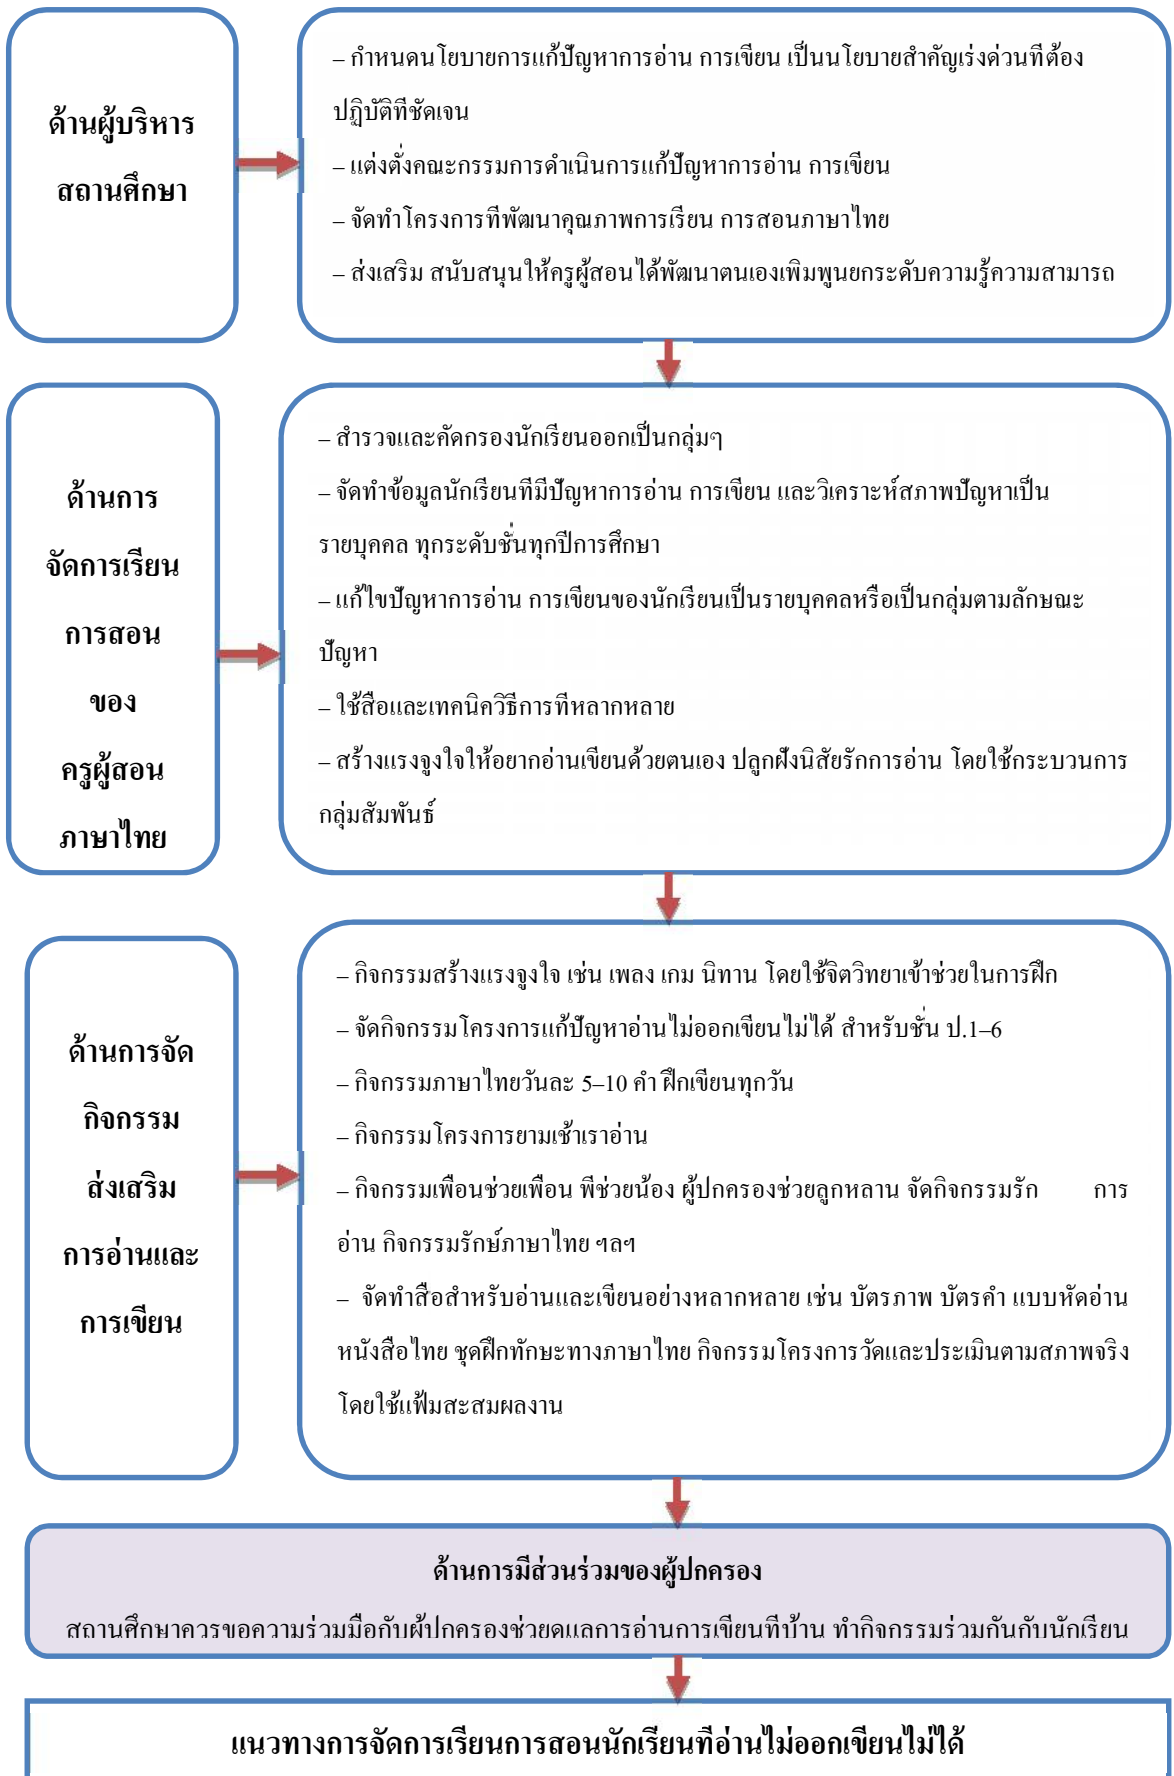 ด้านผู้บริหาร
สถานศึกษา
– กำหนดนโยบายการแก้ปัญหาการอ่าน การเขียน เป็นนโยบายสำคัญเร่งด่วนที่ต้อง
ปฏิบัติที่ชัดเจน
– แต่งตั้งคณะกรรมการดำเนินการแก้ปัญหาการอ่าน การเขียน
– จัดทำโครงการที่พัฒนาคุณภาพการเรียน การสอนภาษาไทย
– ส่งเสริม สนับสนุนให้ครูผู้สอนได้พัฒนาตนเองเพิ่มพูนยกระดับความรู้ความสามารถ
ด้านการ
จัดการเรียน
การสอน
ของ
ครูผู้สอน
ภาษาไทย
– สำรวจและคัดกรองนักเรียนออกเป็นกลุ่มๆ
– จัดทำข้อมูลนักเรียนที่มีปัญหาการอ่าน การเขียน และวิเคราะห์สภาพปัญหาเป็น
รายบุคคล ทุกระดับชั้นทุกปีการศึกษา
– แก้ไขปัญหาการอ่าน การเขียนของนักเรียนเป็นรายบุคคลหรือเป็นกลุ่มตามลักษณะ
ปัญหา
– ใช้สื่อและเทคนิควิธีการที่หลากหลาย
– สร้างแรงจูงใจให้อยากอ่านเขียนด้วยตนเอง ปลูกฝังนิสัยรักการอ่าน โดยใช้กระบวนการ
กลุ่มสัมพันธ์
ด้านการจัด
กิจกรรม
ส่งเสริม
การอ่านและ
การเขียน
– กิจกรรมสร้างแรงจูงใจ เช่น เพลง เกม นิทาน โดยใช้จิตวิทยาเข้าช่วยในการฝึก
– จัดกิจกรรมโครงการแก้ปัญหาอ่านไม่ออกเขียนไม่ได้ สำหรับชั้น ป.1–6
– กิจกรรมภาษาไทยวันละ 5–10 คำ ฝึกเขียนทุกวัน
– กิจกรรมโครงการยามเช้าเราอ่าน
– กิจกรรมเพื่อนช่วยเพื่อน พี่ช่วยน้อง ผู้ปกครองช่วยลูกหลาน จัดกิจกรรมรัก การ
อ่าน กิจกรรมรักษ์ภาษาไทย ฯลฯ
– จัดทำสื่อสำหรับอ่านและเขียนอย่างหลากหลาย เช่น บัตรภาพ บัตรคำ แบบหัดอ่าน
หนังสือไทย ชุดฝึกทักษะทางภาษาไทย กิจกรรมโครงการวัดและประเมินตามสภาพจริง
โดยใช้แฟ้มสะสมผลงาน
ด้านการมีส่วนร่วมของผู้ปกครอง
สถานศึกษาควรขอความร่วมมือกับผู้ปกครองช่วยดูแลการอ่านการเขียนที่บ้าน ทำกิจกรรมร่วมกันกับนักเรียน
แนวทางการจัดการเรียนการสอนนักเรียนที่อ่านไม่ออกเขียนไม่ได้